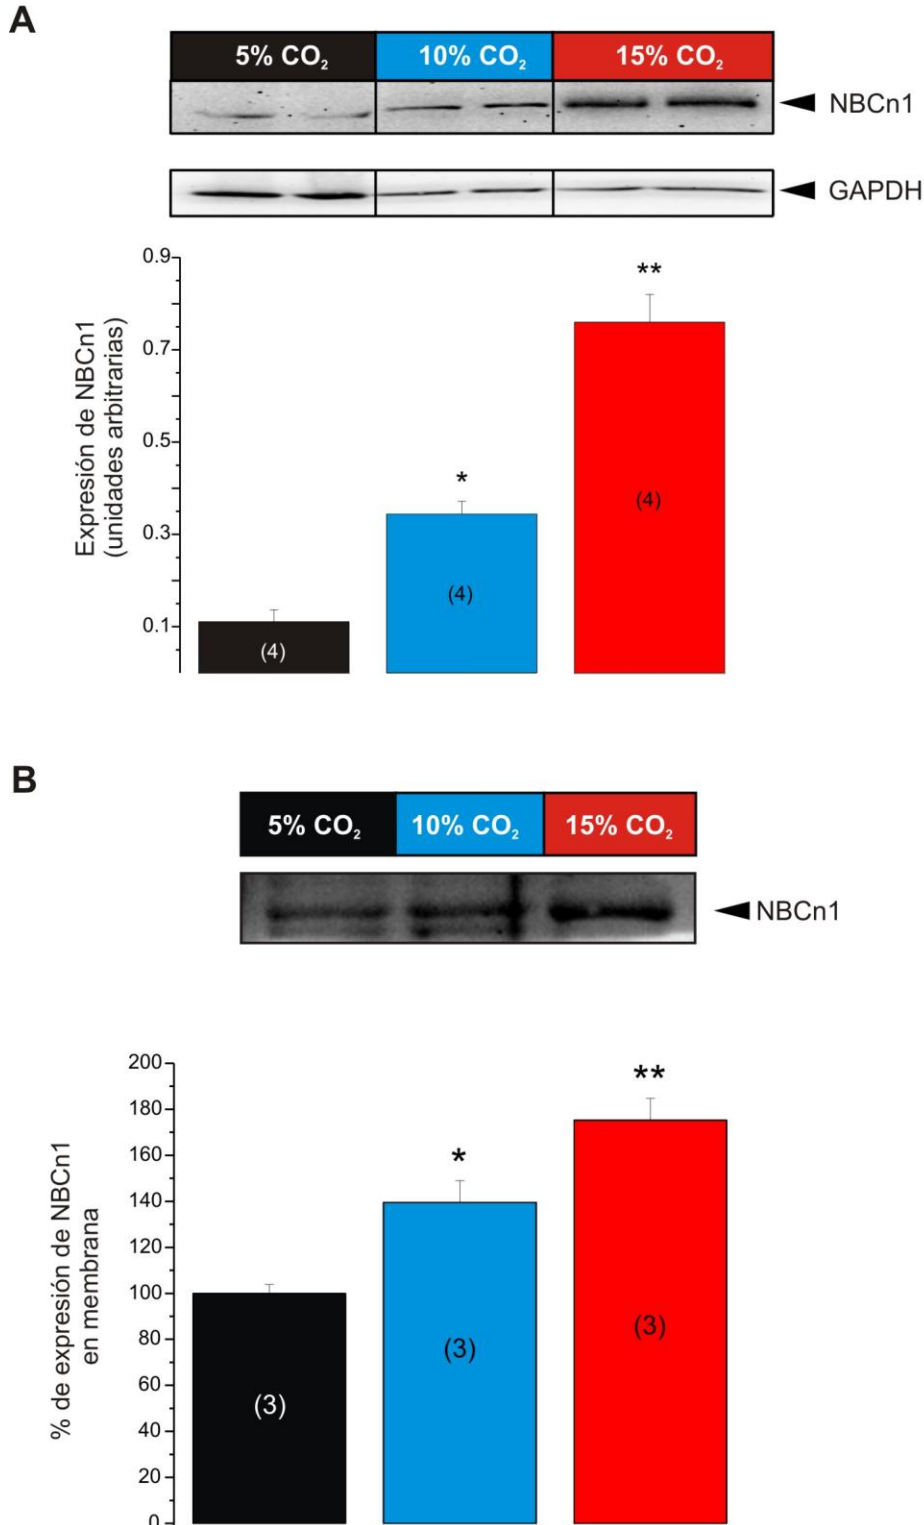 A
5% CO₂ 10% CO₂ 15% CO₂
NBCn1
GAPDH
Expresión de NBCn1
(unidades arbitrarias)
0.9
0.7
0.5
0.3
0.1
(4)
*
(4)
**
(4)
B
5% CO₂ 10% CO₂ 15% CO₂
NBCn1
% de expresión de NBCn1
en membrana
200
180
160
140
120
100
80
60
40
20
0
(3)
*
(3)
**
(3)